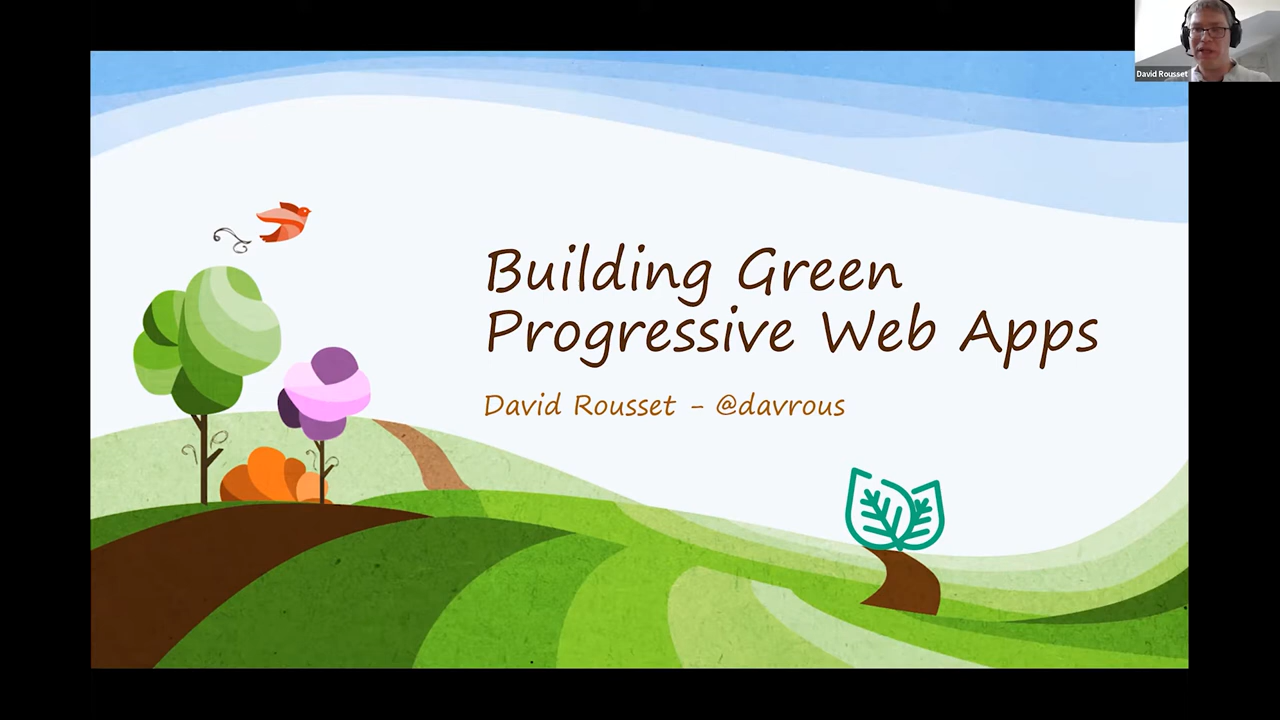 David Rousset
Building Green
Progressive Web Apps
David Rousset - @davrous